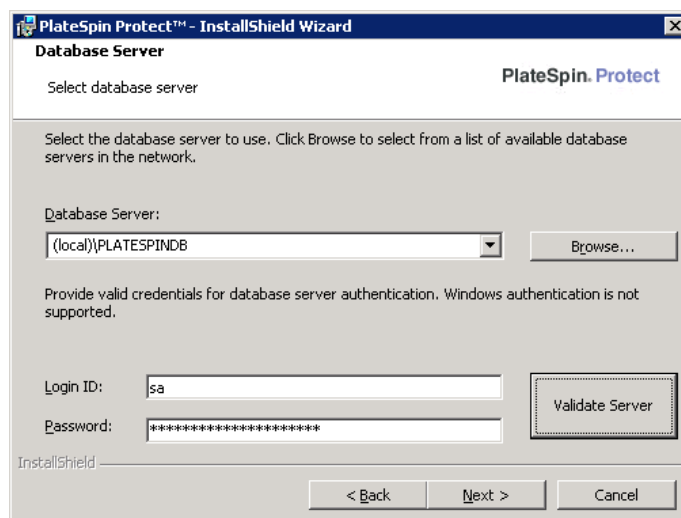 PlateSpin Protect™ - InstallShield Wizard
Database Server
Select database server
PlateSpin. Protect
Select the database server to use. Click Browse to select from a list of available database
servers in the network.
Database Server:
(local)\PLATESPINDB
Browse...
Provide valid credentials for database server authentication. Windows authentication is not
supported.
Login ID:
sa
Validate Server
Password:
*********************
InstallShield
< Back
Next >
Cancel